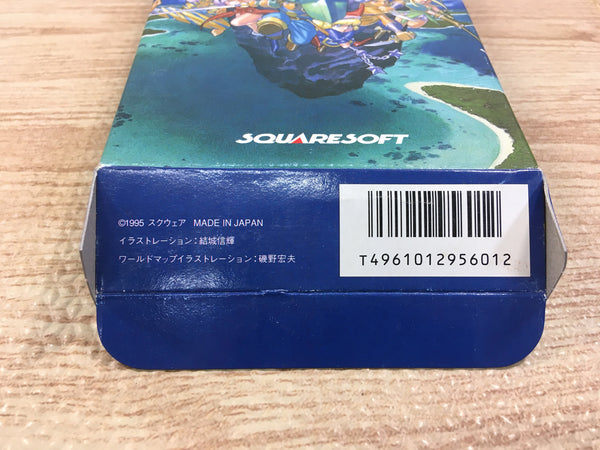 SQUARESOFT
©1995 スクウェア MADE IN JAPAN
イラストレーション：結城信輝
ワールドマップイラストレーション：磯野宏夫
T4961012956012